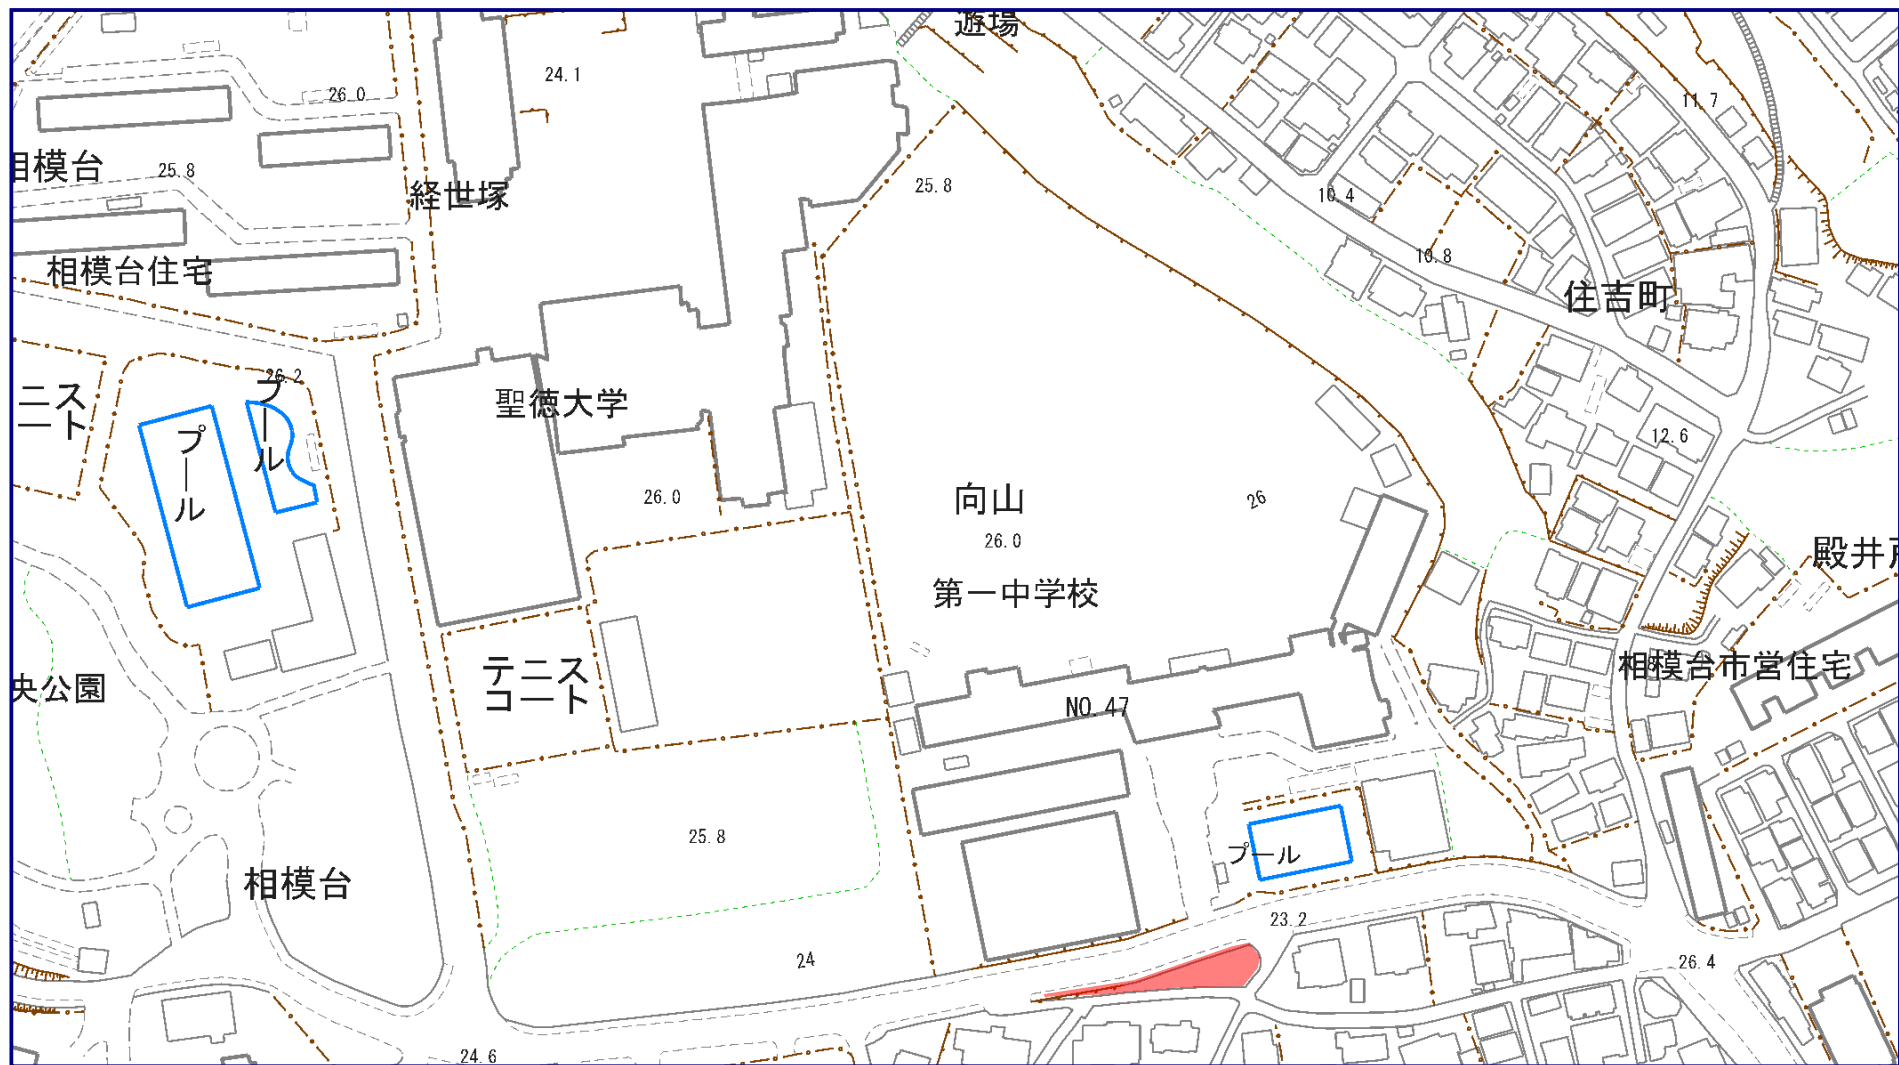 遊場
24.1
26.0
11.7
相模台
25.8
経世塚
25.8
10.4
10.8
相模台住宅
住吉町
26.2
プール
ニス
ート
聖徳大学
プール
12.6
26.0
向山
26
26.0
殿井戸
第一中学校
テニス
コート
相模台市営住宅
央公園
NO.47
25.8
プール
相模台
23.2
24
26.4
24.6